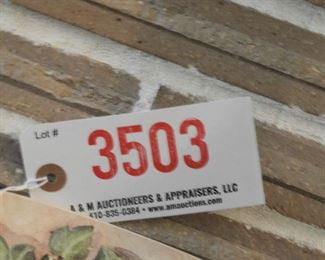 Lot #
3503
A & M AUCTIONEERS & APPRAISERS, LLC
410-835-0384 • www.amauctions.com